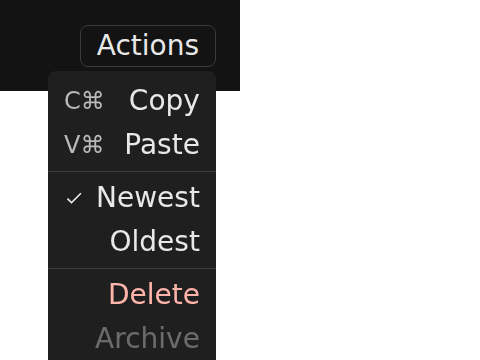 Actions
C⌘ Copy
V⌘ Paste
✓ Newest
Oldest
Delete
Archive